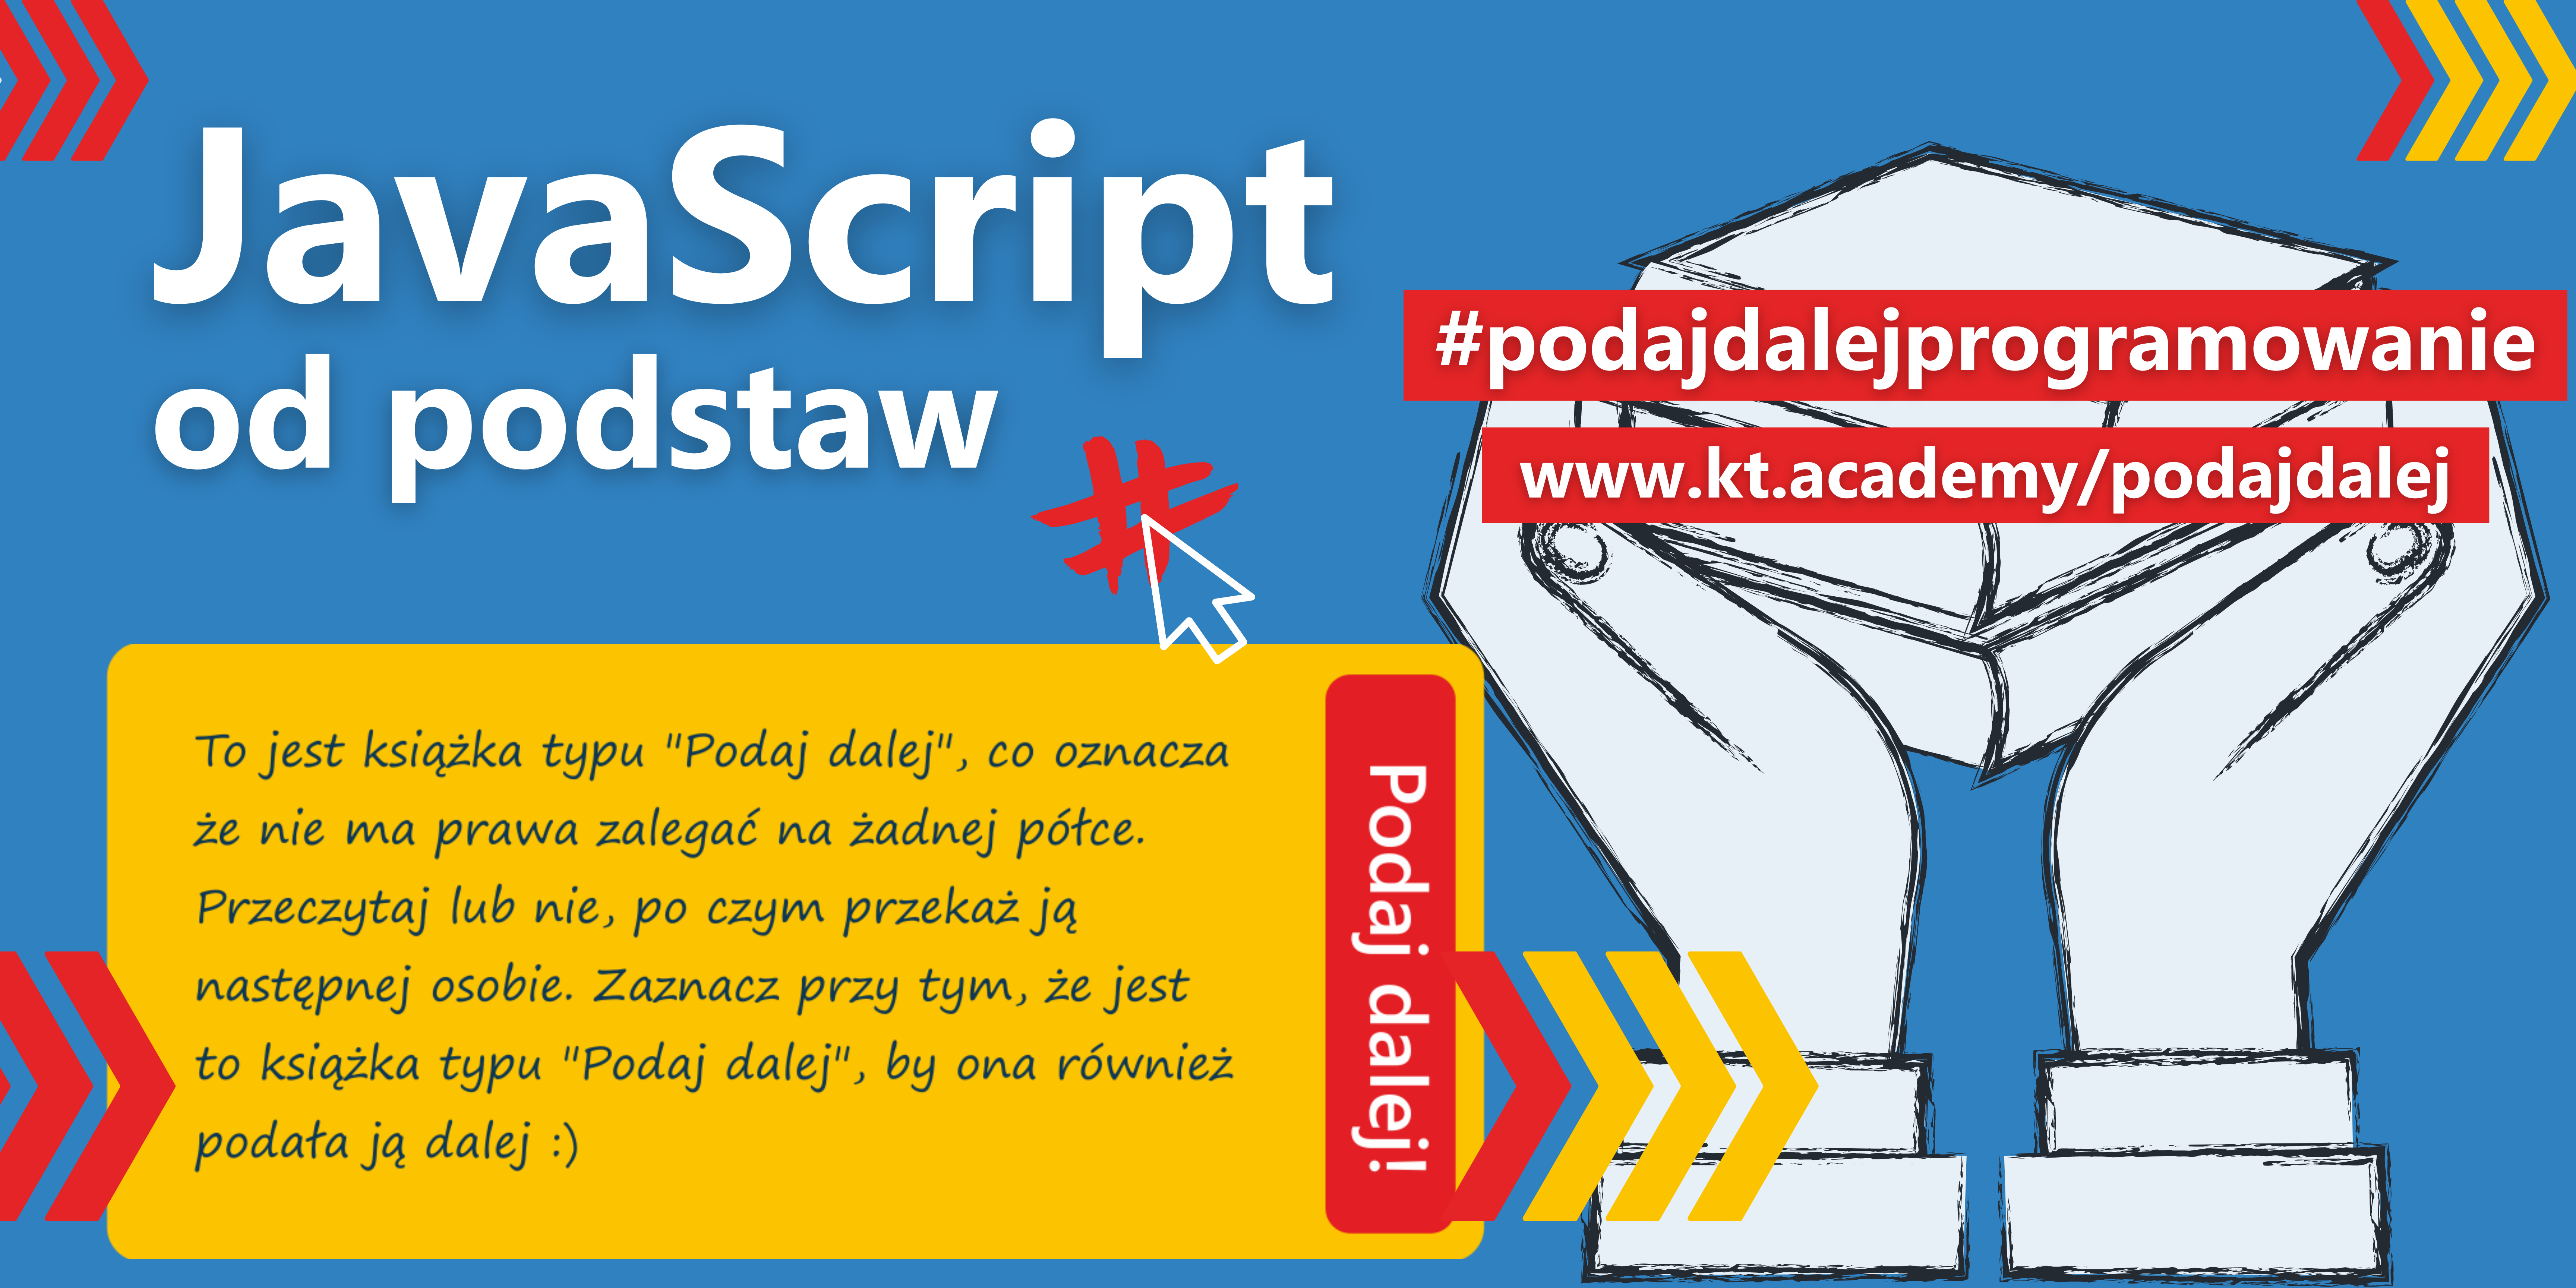 JavaScript
od podstaw
#
#podajdalejprogramowanie
www.kt.academy/podajdalej
To jest książka typu "Podaj dalej", co oznacza
że nie ma prawa zalegać na żadnej półce.
Przeczytaj lub nie, po czym przekaż ją
następnej osobie. Zaznacz przy tym, że jest
to książka typu "Podaj dalej", by ona również
podała ją dalej :)
Podaj dalej!